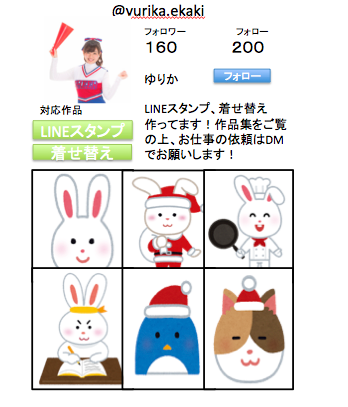 @vurika.ekaki
フォロワー フォロー
160 200
ゆりか フォロー
対応作品
LINEスタンプ
着せ替え
LINEスタンプ、着せ替え
作ってます！作品集をご覧
の上、お仕事の依頼はDM
でお願いします！